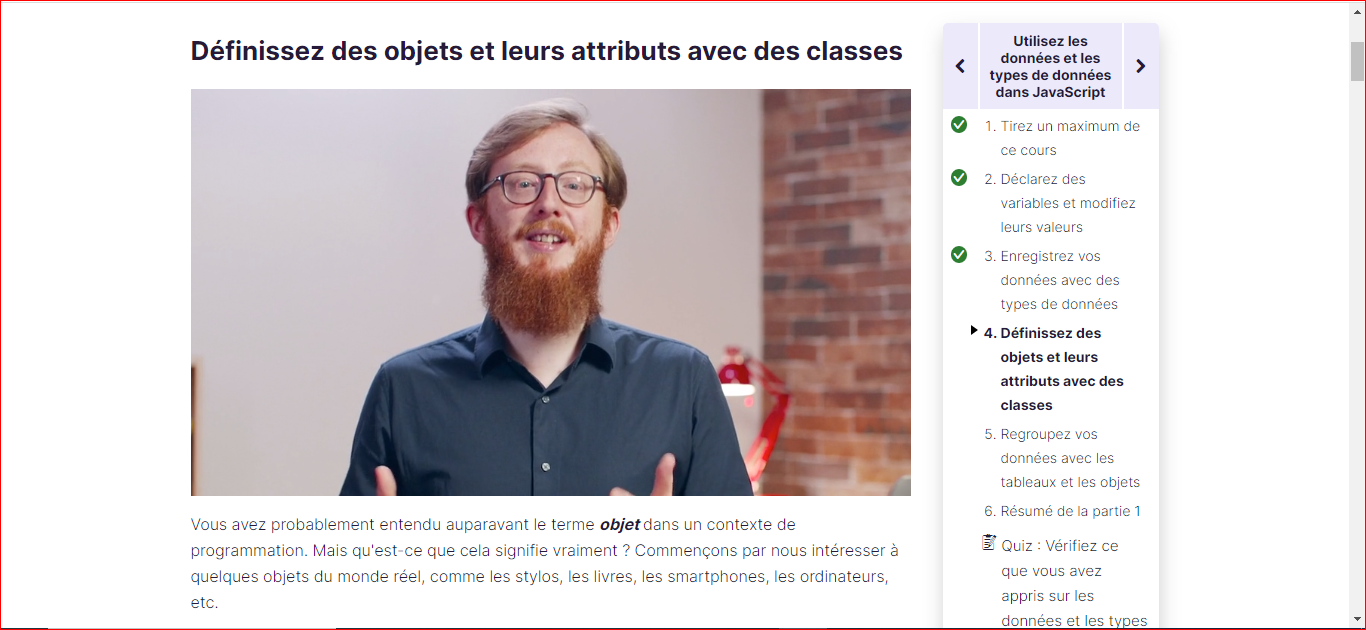 Définissez des objets et leurs attributs avec des classes
Vous avez probablement entendu auparavant le terme objet dans un contexte de
programmation. Mais qu'est-ce que cela signifie vraiment ? Commençons par nous intéresser à
quelques objets du monde réel, comme les stylos, les livres, les smartphones, les ordinateurs,
etc.
Utilisez les
données et les
types de données
dans JavaScript
1. Tirez un maximum de
ce cours
2. Déclarez des
variables et modifiez
leurs valeurs
3. Enregistrez vos
données avec des
types de données
4. Définissez des
objets et leurs
attributs avec des
classes
5. Regroupez vos
données avec les
tableaux et les objets
6. Résumé de la partie 1
Quiz : Vérifiez ce
que vous avez
appris sur les
données et les types